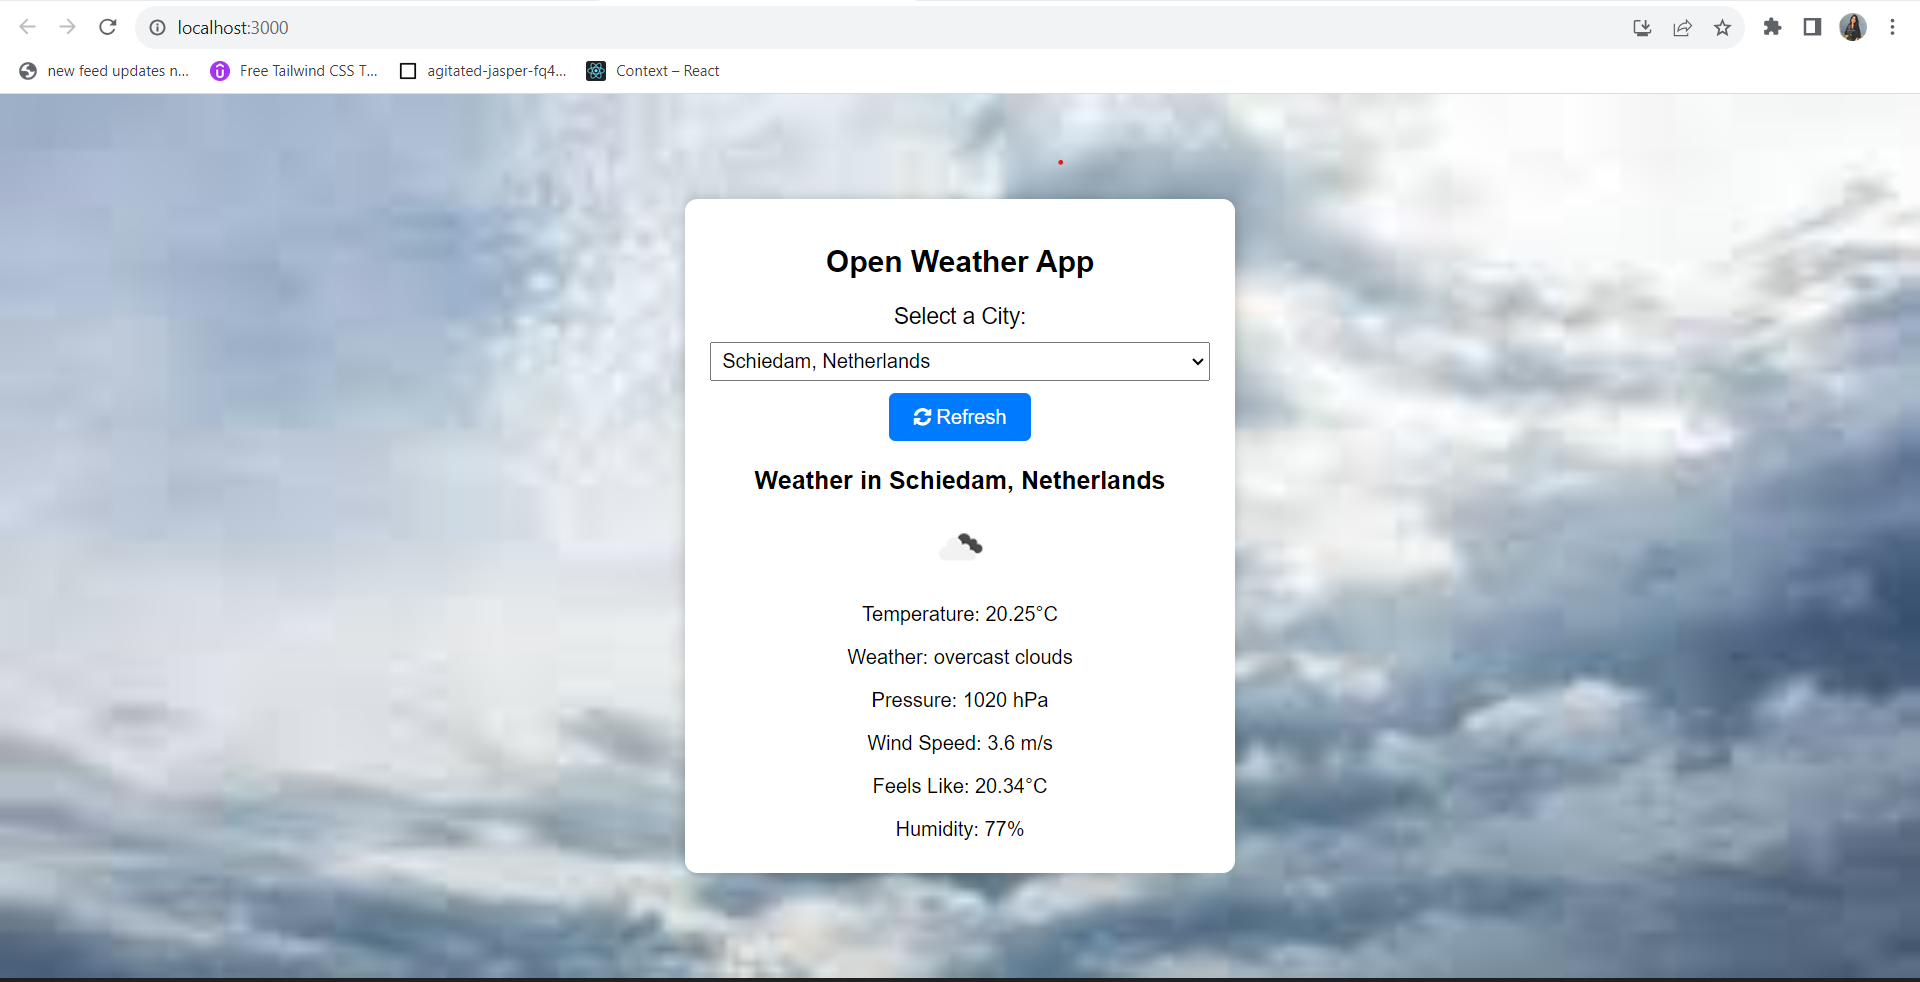 localhost:3000
new feed updates n...
Free Tailwind CSS T...
agitated-jasper-fq4...
Context – React
Open Weather App
Select a City:
Schiedam, Netherlands
Refresh
Weather in Schiedam, Netherlands
Temperature: 20.25°C
Weather: overcast clouds
Pressure: 1020 hPa
Wind Speed: 3.6 m/s
Feels Like: 20.34°C
Humidity: 77%